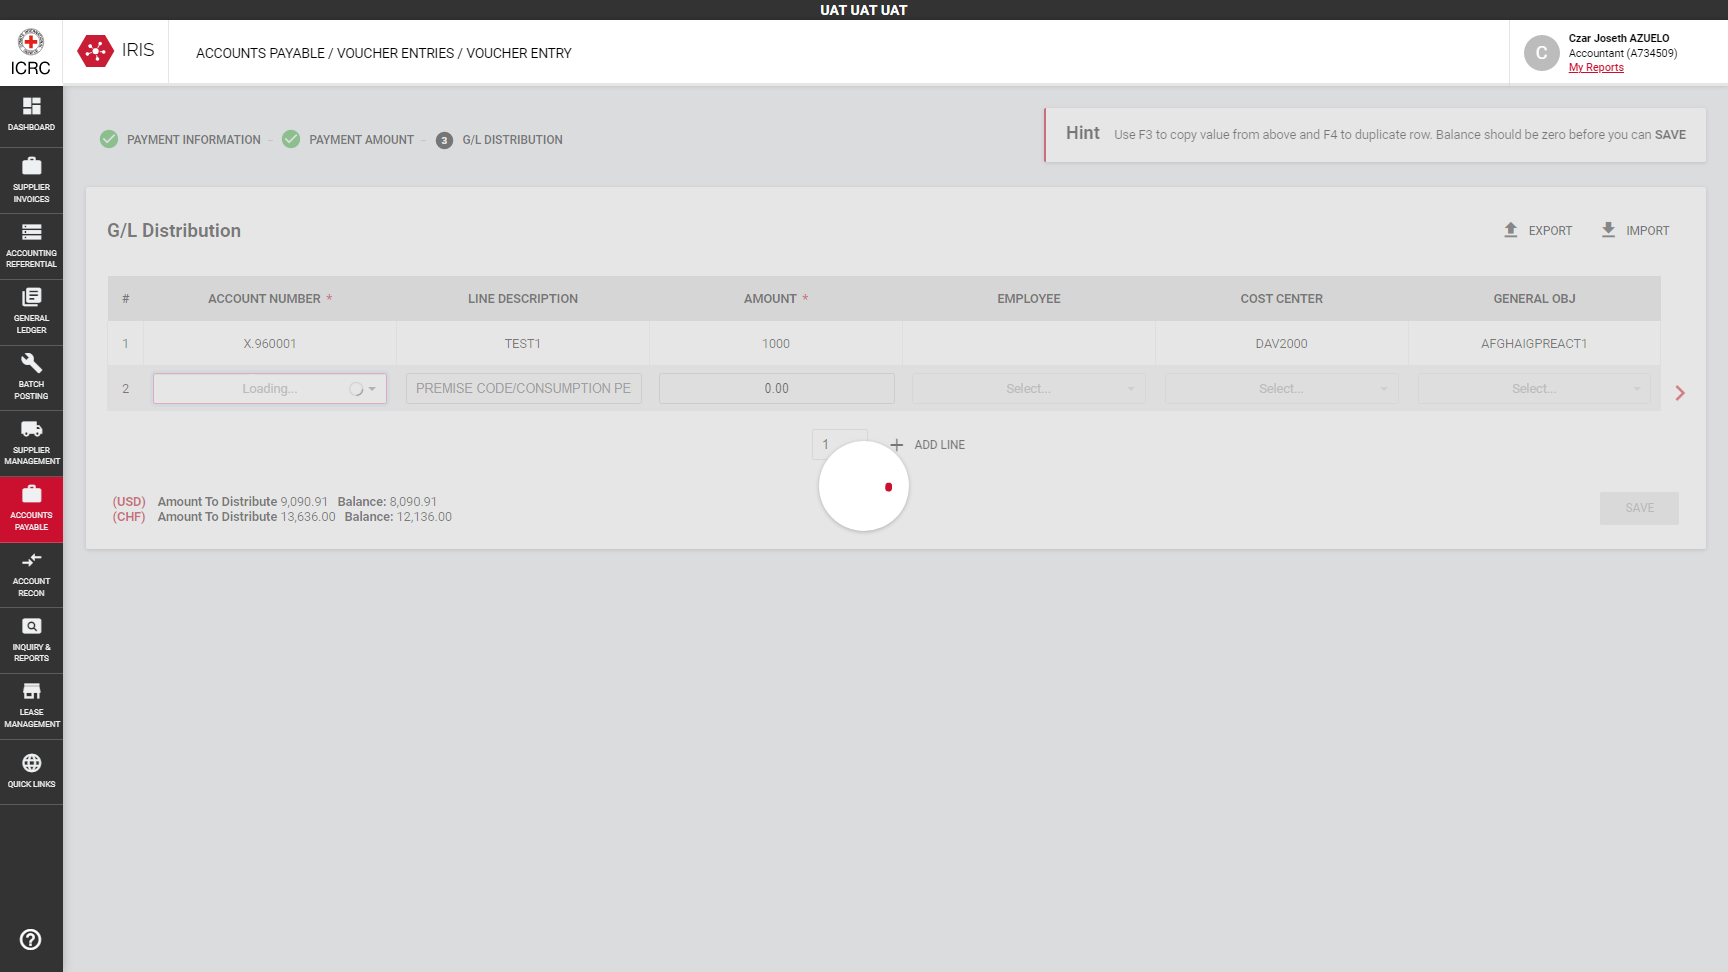 UAT UAT UAT
ICRC
IRIS
ACCOUNTS PAYABLE / VOUCHER ENTRIES / VOUCHER ENTRY
C
Czar Joseth AZUELO
Accountant (A734509)
My Reports
DASHBOARD
SUPPLIER
INVOICES
ACCOUNTING
REFERENTIAL
GENERAL
LEDGER
BATCH
POSTING
SUPPLIER
MANAGEMENT
ACCOUNTS
PAYABLE
ACCOUNT
RECON
INQUIRY &
REPORTS
LEASE
MANAGEMENT
QUICK LINKS
PAYMENT INFORMATION
PAYMENT AMOUNT
3 G/L DISTRIBUTION
Hint Use F3 to copy value from above and F4 to duplicate row. Balance should be zero before you can SAVE
G/L Distribution
EXPORT
IMPORT
# ACCOUNT NUMBER * LINE DESCRIPTION AMOUNT * EMPLOYEE COST CENTER GENERAL OBJ
1 X.960001 TEST1 1000 DAV2000 AFGHAIGPREACT1
2 Loading... PREMISE CODE/CONSUMPTION PE 0.00 Select... Select... Select...
1 ADD LINE
(USD) Amount To Distribute 9,090.91 Balance: 8,090.91
(CHF) Amount To Distribute 13,636.00 Balance: 12,136.00
SAVE